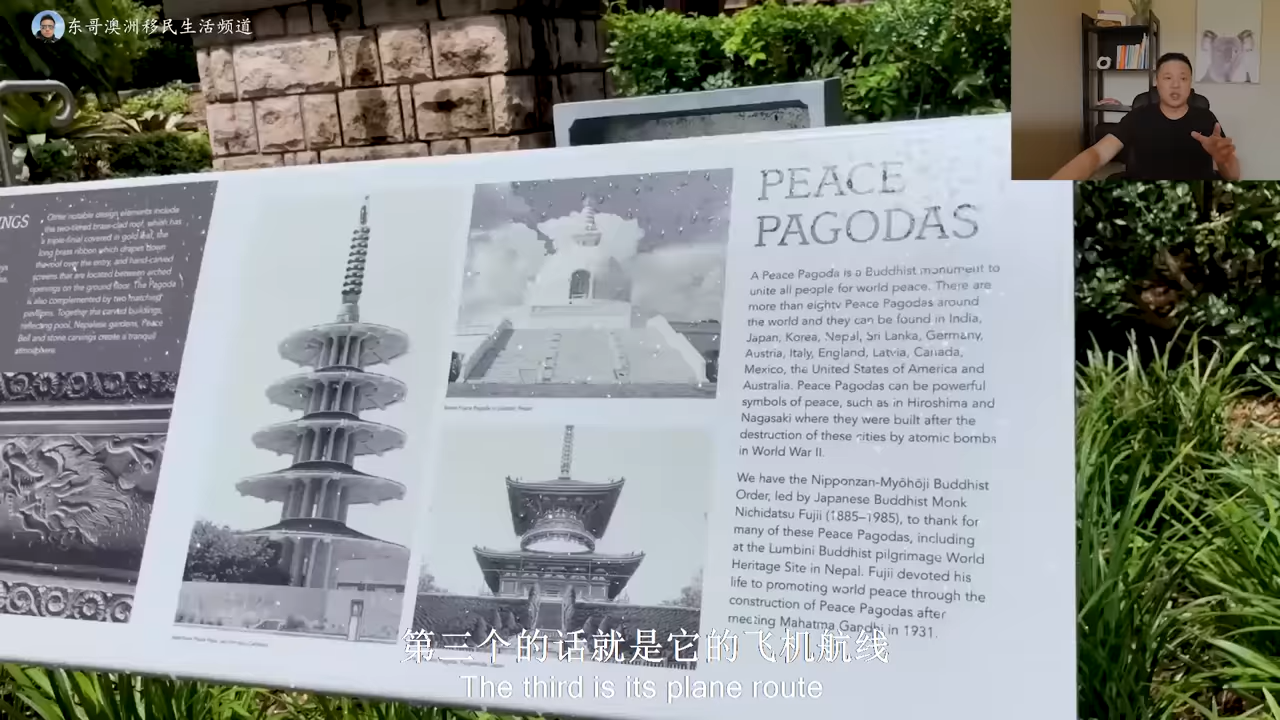 东哥澳洲移民生活频道
INGS
Other notable design elements include
the two-tiered brass-clad roof, which has
a triple-finial covered in gold leaf, the
long brass ribbon which drapes down
the roof over the entry, and hand-carved
screens that are located between arched
openings on the ground floor. The Pagoda
is also complemented by two matching
pavilions. Together the carved buildings,
reflecting pool, Nepalese gardens, Peace
Bell and stone carvings create a tranquil
atmosphere.
PEACE
PAGODAS
A Peace Pagoda is a Buddhist monument to
unite all people for world peace. There are
more than eighty Peace Pagodas around
the world and they can be found in India,
Japan, Korea, Nepal, Sri Lanka, Germany,
Austria, Italy, England, Latvia, Canada,
Mexico, the United States of America and
Australia. Peace Pagodas can be powerful
symbols of peace, such as in Hiroshima and
Nagasaki where they were built after the
destruction of these cities by atomic bombs
in World War II.
We have the Nipponzan-Myōhōji Buddhist
Order, led by Japanese Buddhist Monk
Nichidatsu Fujii (1885–1985), to thank for
many of these Peace Pagodas, including
at the Lumbini Buddhist pilgrimage World
Heritage Site in Nepal. Fujii devoted his
life to promoting world peace through the
construction of Peace Pagodas after
meeting Mahatma Gandhi in 1931.
第三个的话就是它的飞机航线
The third is its plane route